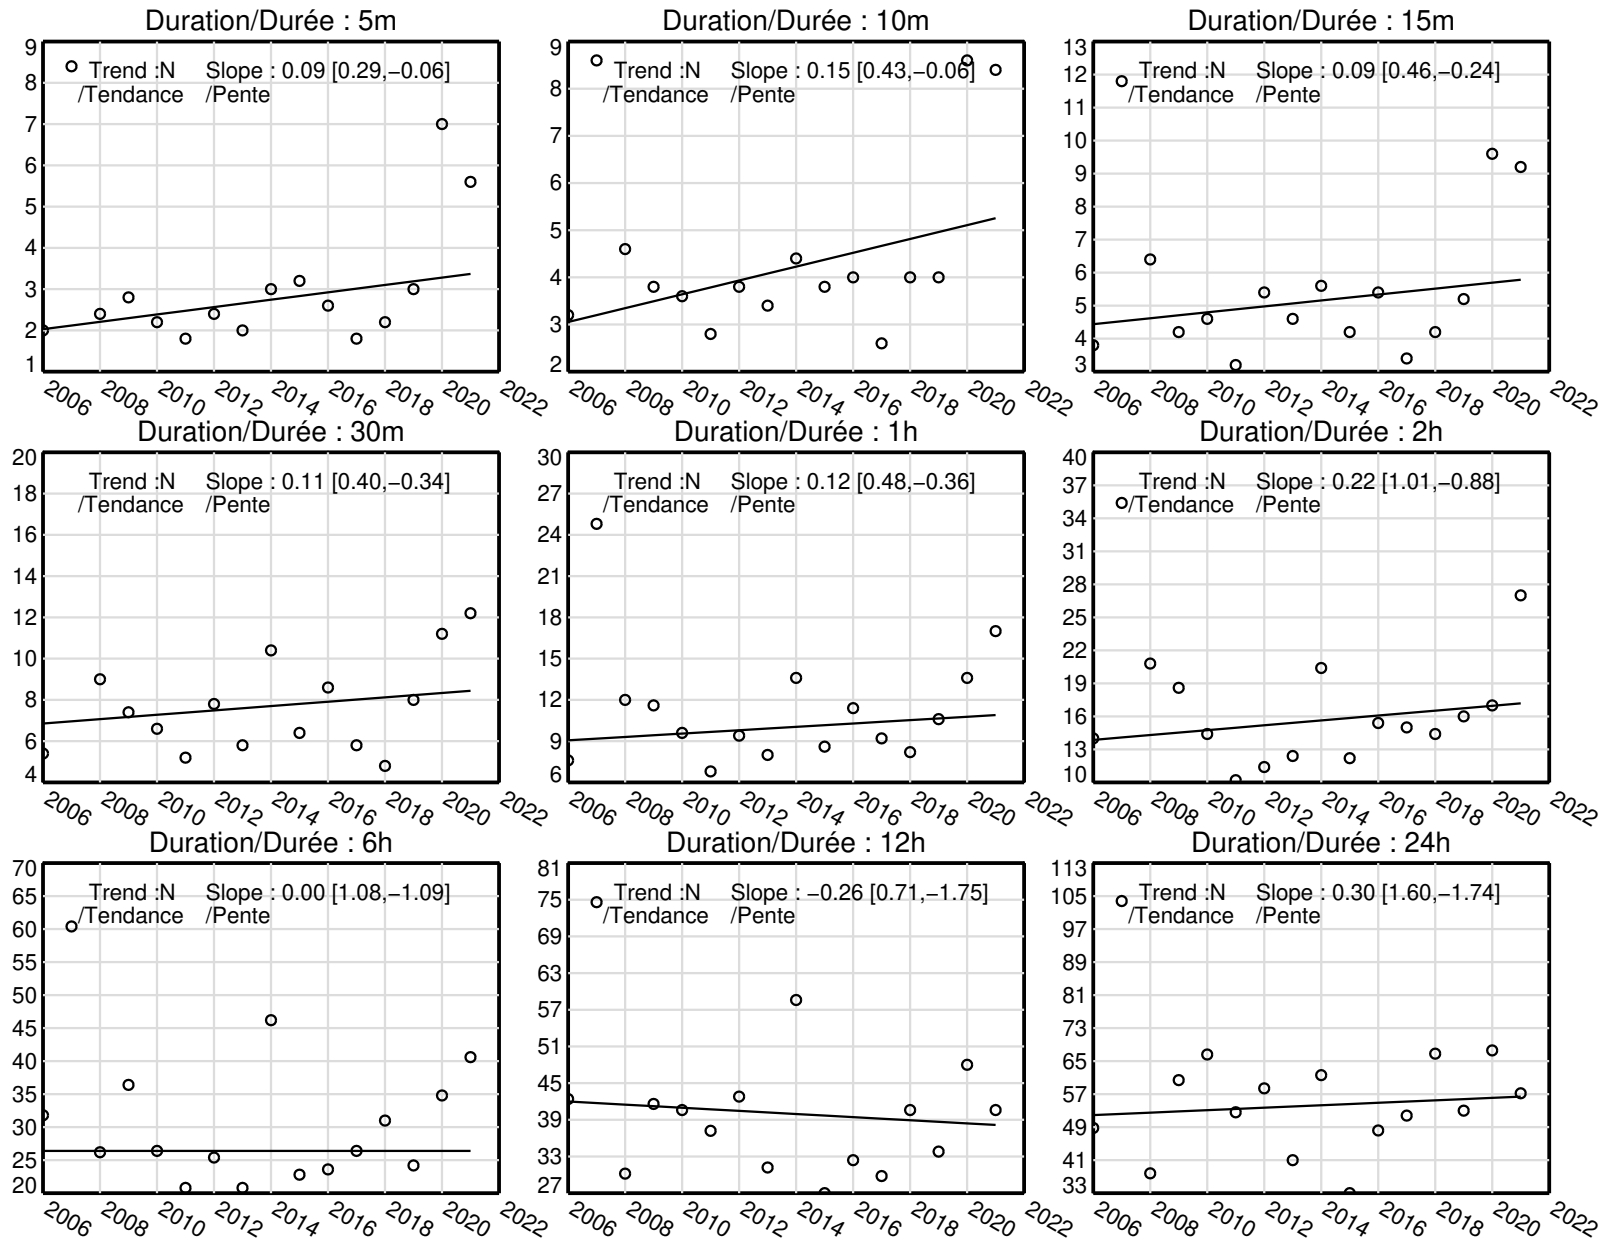 Duration/Durée : 5m
9
8
7
6
5
4
3
2
1
Trend :N Slope : 0.09 [0.29,−0.06]
/Tendance /Pente
2006 2008 2010 2012 2014 2016 2018 2020 2022
Duration/Durée : 10m
9
8
7
6
5
4
3
2
Trend :N Slope : 0.15 [0.43,−0.06]
/Tendance /Pente
2006 2008 2010 2012 2014 2016 2018 2020 2022
Duration/Durée : 15m
13
12
11
10
9
8
7
6
5
4
3
Trend :N Slope : 0.09 [0.46,−0.24]
/Tendance /Pente
2006 2008 2010 2012 2014 2016 2018 2020 2022
Duration/Durée : 30m
20
18
16
14
12
10
8
6
4
Trend :N Slope : 0.11 [0.40,−0.34]
/Tendance /Pente
2006 2008 2010 2012 2014 2016 2018 2020 2022
Duration/Durée : 1h
30
27
24
21
18
15
12
9
6
Trend :N Slope : 0.12 [0.48,−0.36]
/Tendance /Pente
2006 2008 2010 2012 2014 2016 2018 2020 2022
Duration/Durée : 2h
40
37
34
31
28
25
22
19
16
13
10
Trend :N Slope : 0.22 [1.01,−0.88]
/Tendance /Pente
2006 2008 2010 2012 2014 2016 2018 2020 2022
Duration/Durée : 6h
70
65
60
55
50
45
40
35
30
25
20
Trend :N Slope : 0.00 [1.08,−1.09]
/Tendance /Pente
2006 2008 2010 2012 2014 2016 2018 2020 2022
Duration/Durée : 12h
81
75
69
63
57
51
45
39
33
27
Trend :N Slope : −0.26 [0.71,−1.75]
/Tendance /Pente
2006 2008 2010 2012 2014 2016 2018 2020 2022
Duration/Durée : 24h
113
105
97
89
81
73
65
57
49
41
33
Trend :N Slope : 0.30 [1.60,−1.74]
/Tendance /Pente
2006 2008 2010 2012 2014 2016 2018 2020 2022